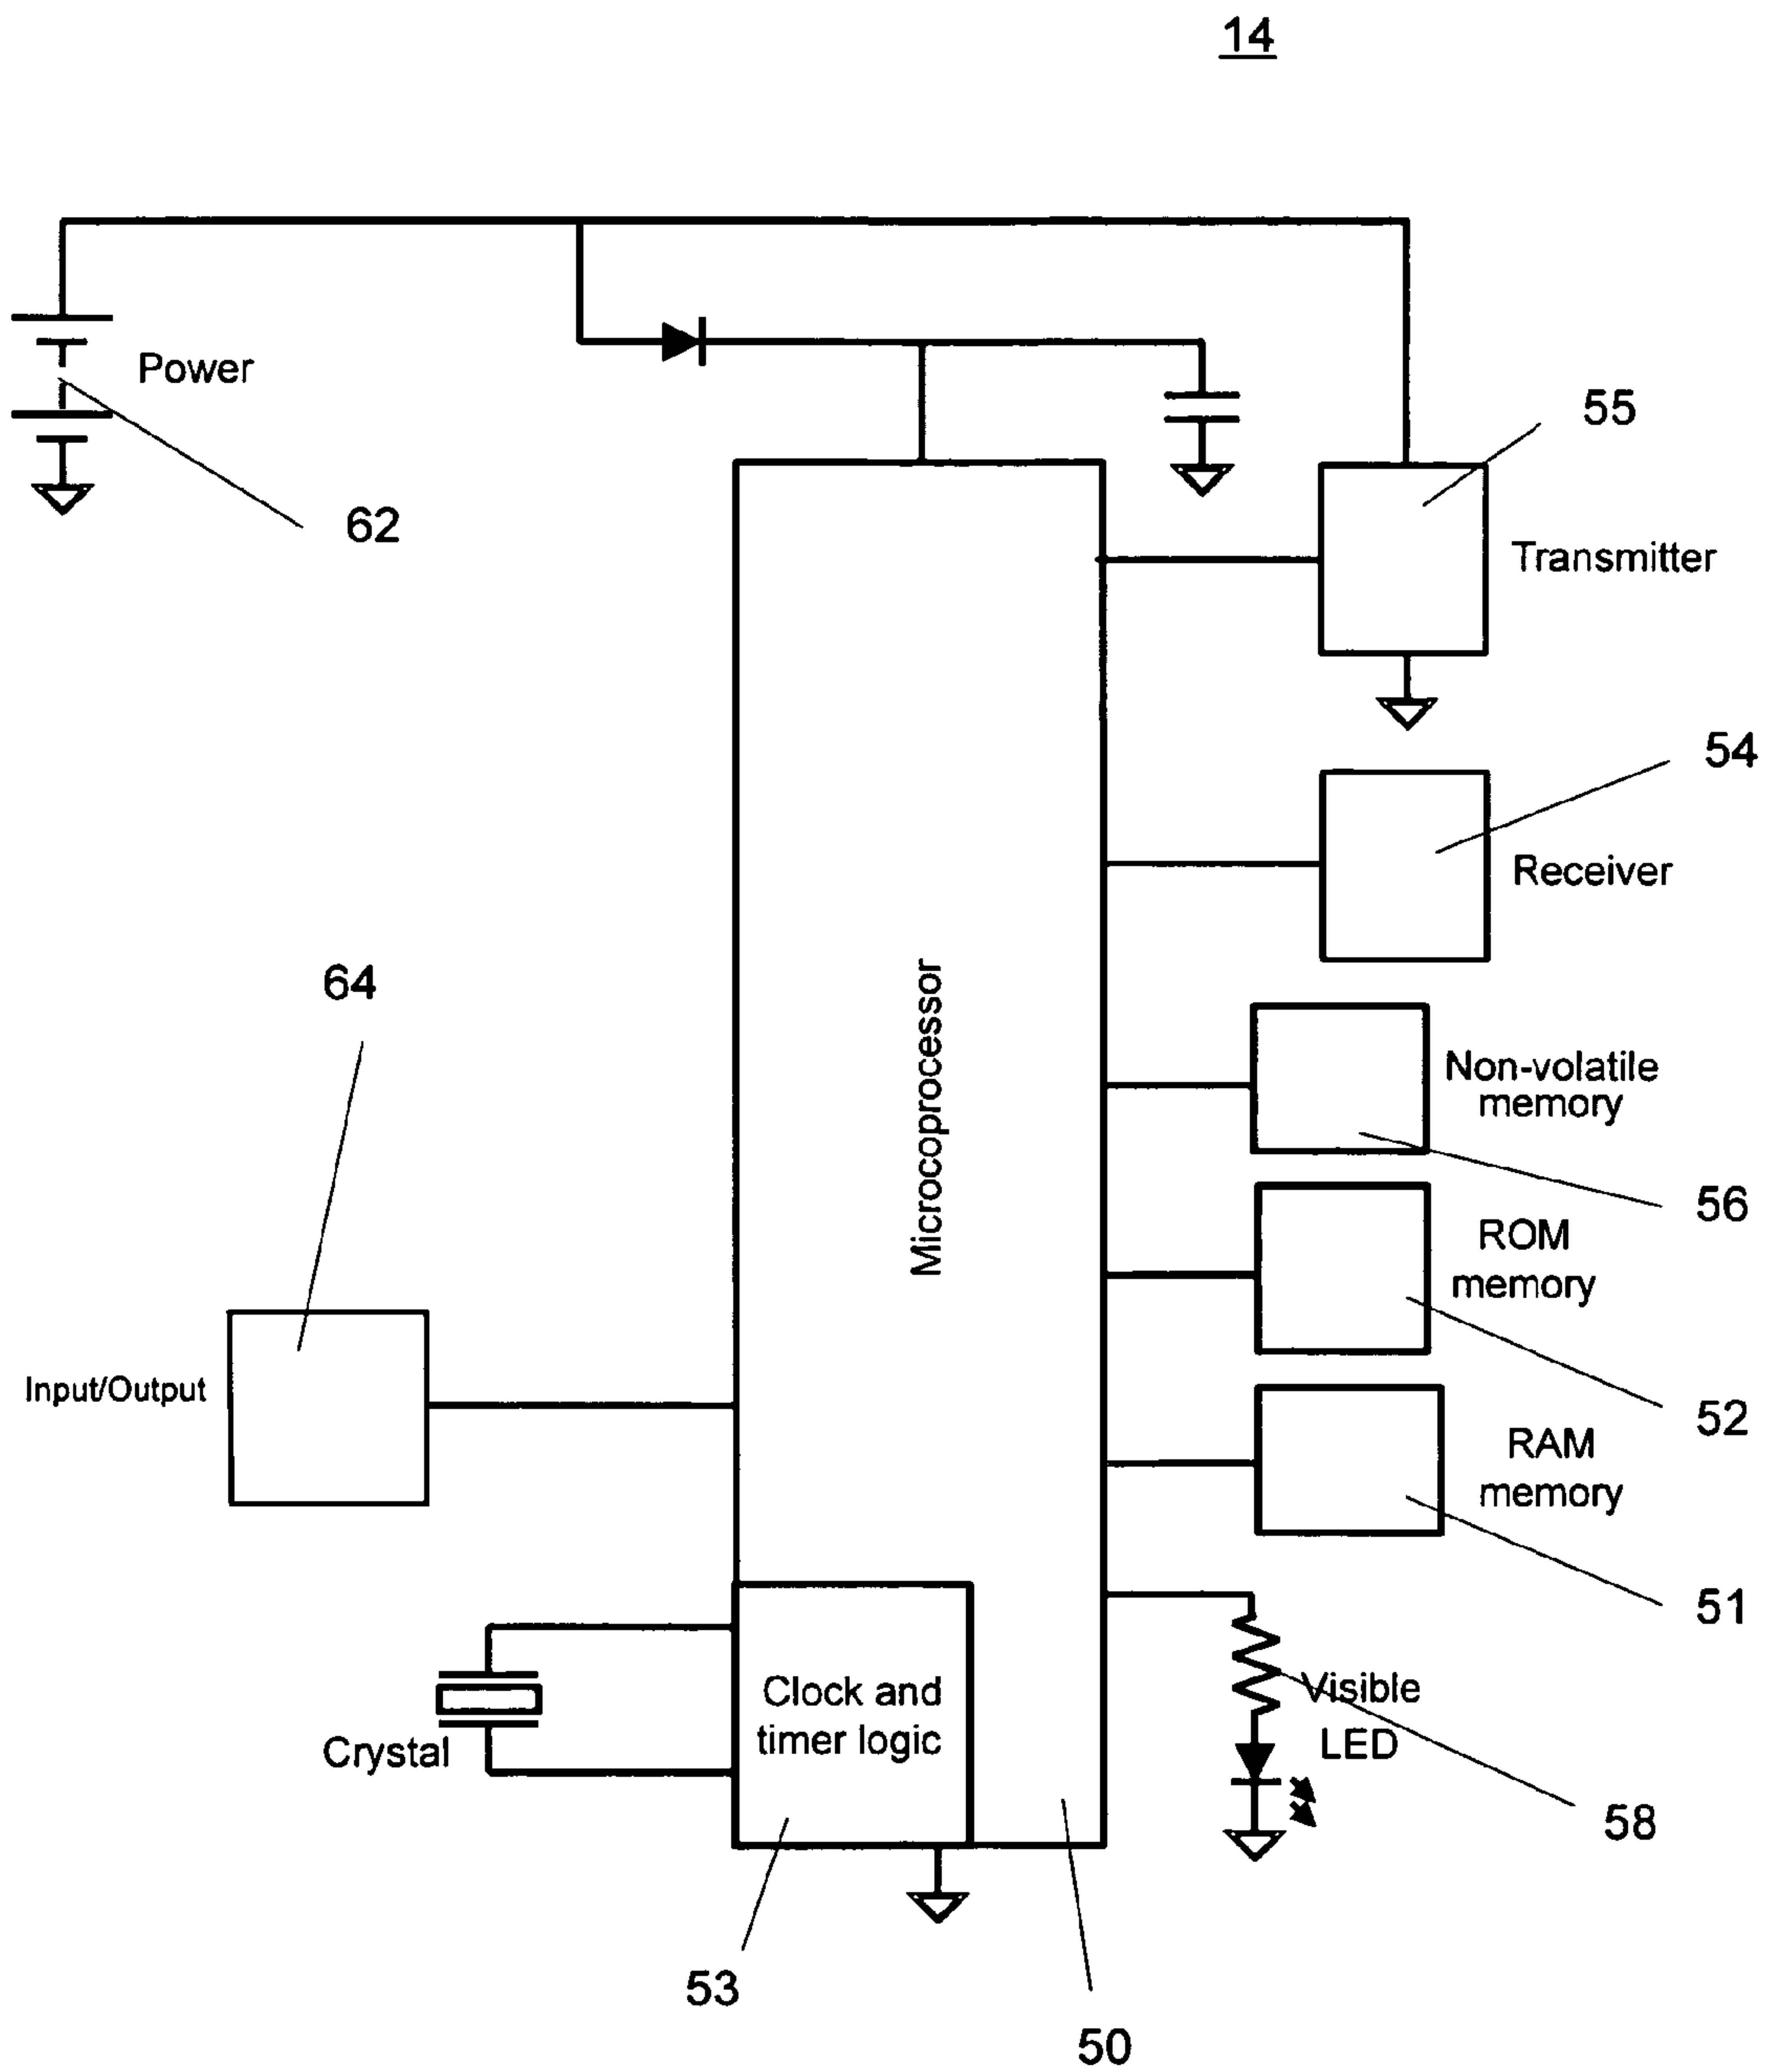 14
Power
62
55
Transmitter
54
Receiver
64
Microcoprocessor
Non-volatile
memory
56
ROM
memory
52
Input/Output
RAM
memory
51
Clock and
timer logic
Crystal
Visible
LED
58
53
50